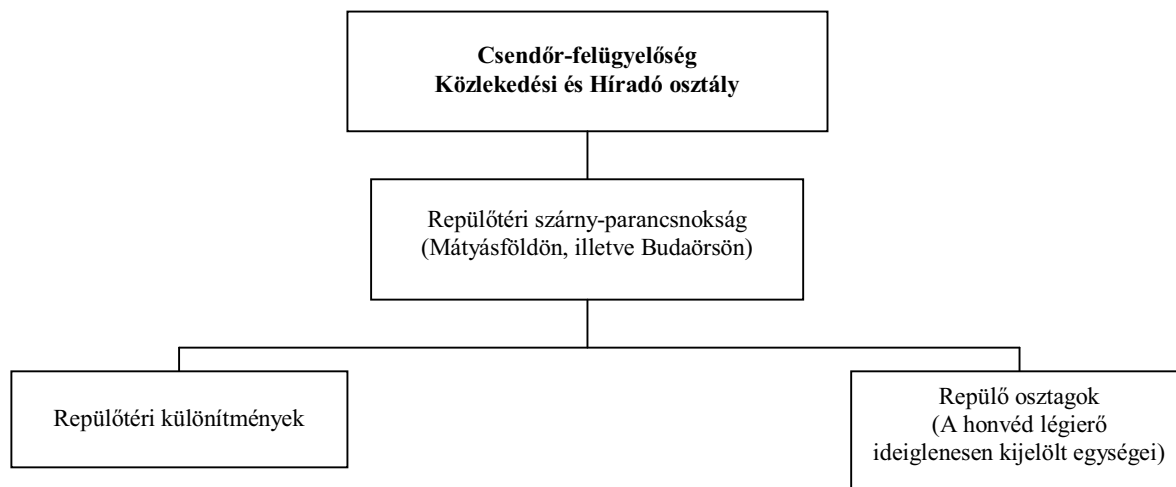 Csendőr-felügyelőség
Közlekedési és Híradó osztály
Repülőtéri szárny-parancsnokság
(Mátyásföldön, illetve Budaörsön)
Repülőtéri különítmények
Repülő osztagok
(A honvéd légierő
ideiglenesen kijelölt egységei)